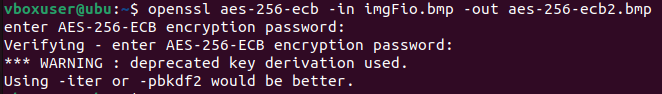 vboxuser@ubu:~$ openssl aes-256-ecb -in imgFio.bmp -out aes-256-ecb2.bmp
enter AES-256-ECB encryption password:
Verifying - enter AES-256-ECB encryption password:
*** WARNING : deprecated key derivation used.
Using -iter or -pbkdf2 would be better.